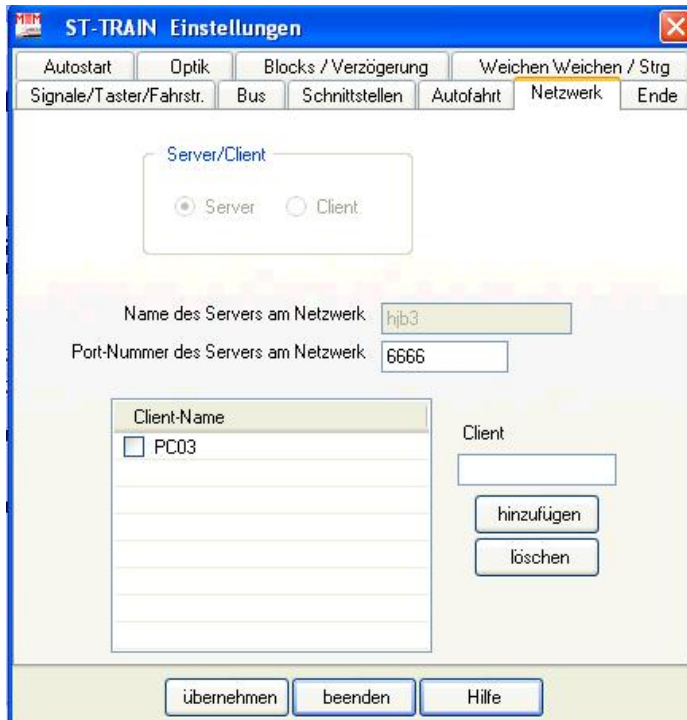 ST-TRAIN Einstellungen
Autostart Optik Blocks / Verzögerung Weichen Weichen / Strg
Signale/Taster/Fahrstr. Bus Schnittstellen Autofahrt Netzwerk Ende
Server/Client
Server Client
Name des Servers am Netzwerk hjb3
Port-Nummer des Servers am Netzwerk 6666
Client-Name
PC03
Client
hinzufügen
löschen
übernehmen beenden Hilfe